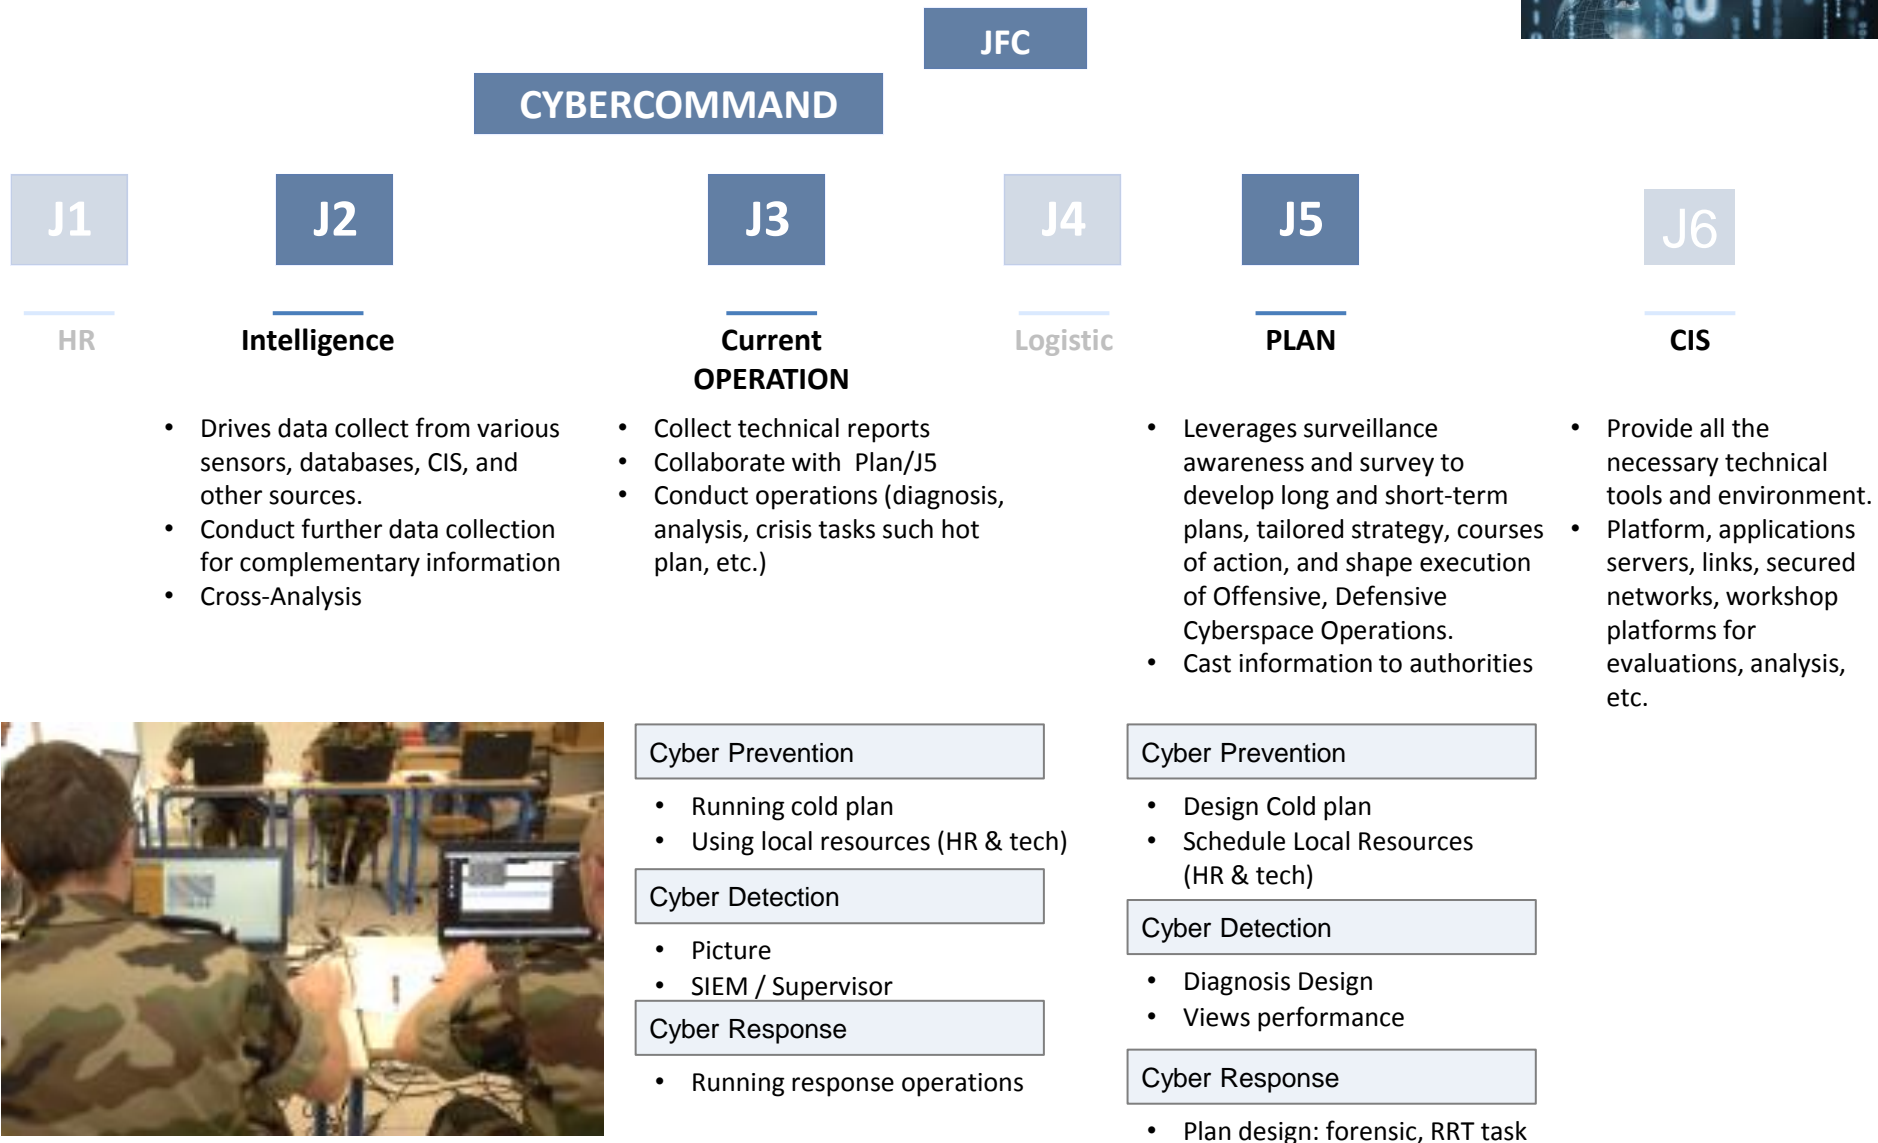 JFC
CYBERCOMMAND
J1
J2
J3
J4
J5
J6
HR
Intelligence
Current
OPERATION
Logistic
PLAN
CIS
• Drives data collect from various
sensors, databases, CIS, and
other sources.
• Conduct further data collection
for complementary information
• Cross-Analysis
• Collect technical reports
• Collaborate with Plan/J5
• Conduct operations (diagnosis,
analysis, crisis tasks such hot
plan, etc.)
• Leverages surveillance
awareness and survey to
develop long and short-term
plans, tailored strategy, courses
of action, and shape execution
of Offensive, Defensive
Cyberspace Operations.
• Cast information to authorities
• Provide all the
necessary technical
tools and environment.
• Platform, applications
servers, links, secured
networks, workshop
platforms for
evaluations, analysis,
etc.
Cyber Prevention
• Running cold plan
• Using local resources (HR & tech)
Cyber Detection
• Picture
• SIEM / Supervisor
Cyber Response
• Running response operations
Cyber Prevention
• Design Cold plan
• Schedule Local Resources
(HR & tech)
Cyber Detection
• Diagnosis Design
• Views performance
Cyber Response
• Plan design: forensic, RRT task